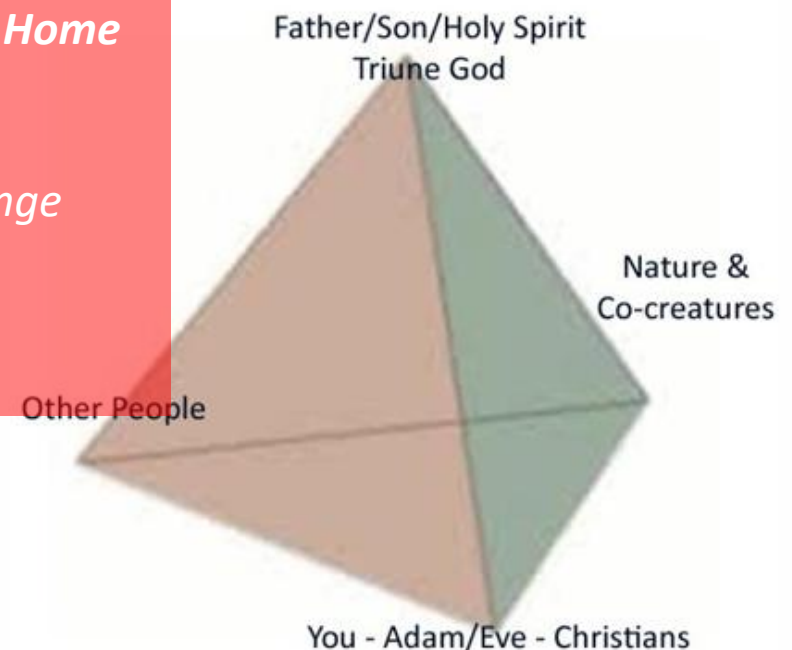 Home
Father/Son/Holy Spirit
Triune God
nge
Nature &
Co-creatures
Other People
You - Adam/Eve - Christians